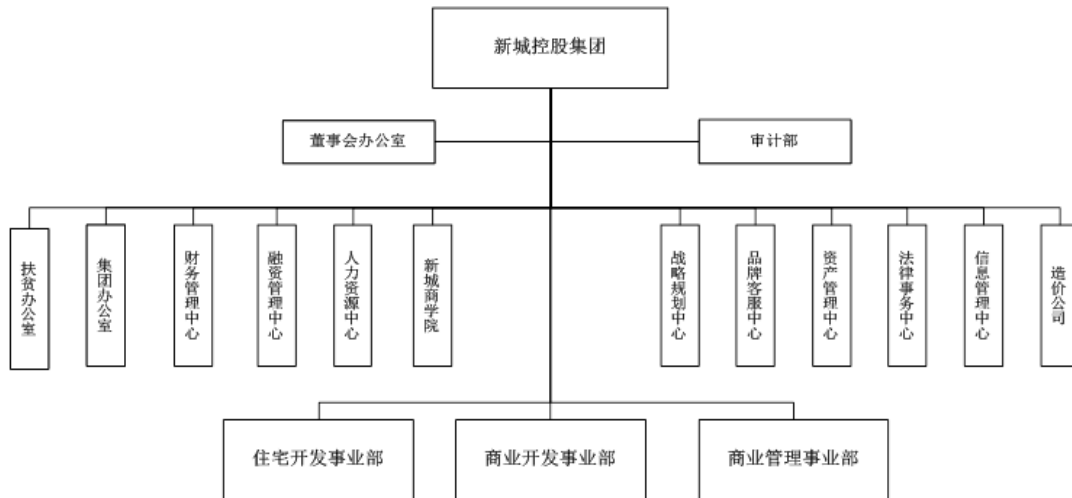 新城控股集团
董事会办公室
审计部
扶贫办公室
集团办公室
财务管理中心
融资管理中心
人力资源中心
新城商学院
战略规划中心
品牌客服中心
资产管理中心
法律事务中心
信息管理中心
造价公司
住宅开发事业部
商业开发事业部
商业管理事业部